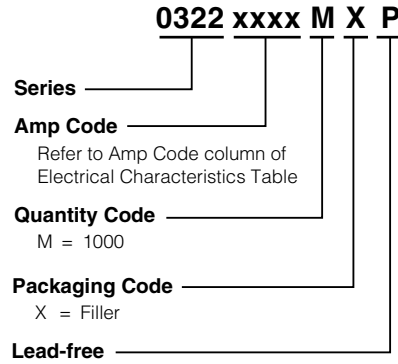 0322 xxxx M X P
Series
Amp Code
Refer to Amp Code column of
Electrical Characteristics Table
Quantity Code
M = 1000
Packaging Code
X = Filler
Lead-free